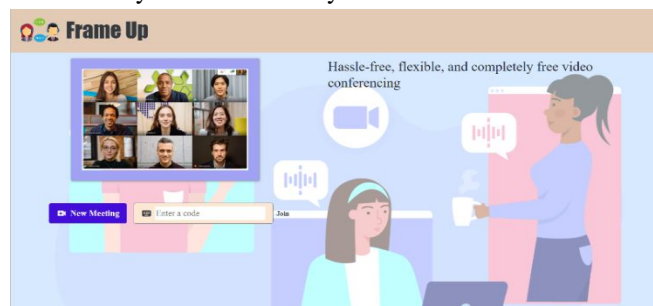 Frame Up
Hassle-free, flexible, and completely free video
conferencing
New Meeting
Enter a code
Join